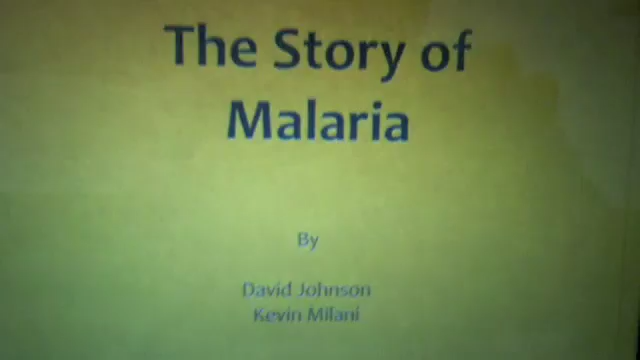 The Story of
Malaria
By
David Johnson
Kevin Milani